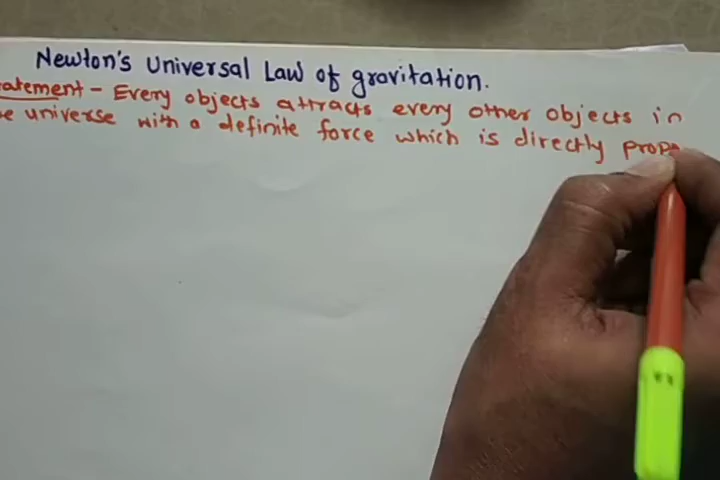 Newton's Universal Law of gravitation.
atement - Every objects attracts every other objects in
e universe with a definite force which is directly prop